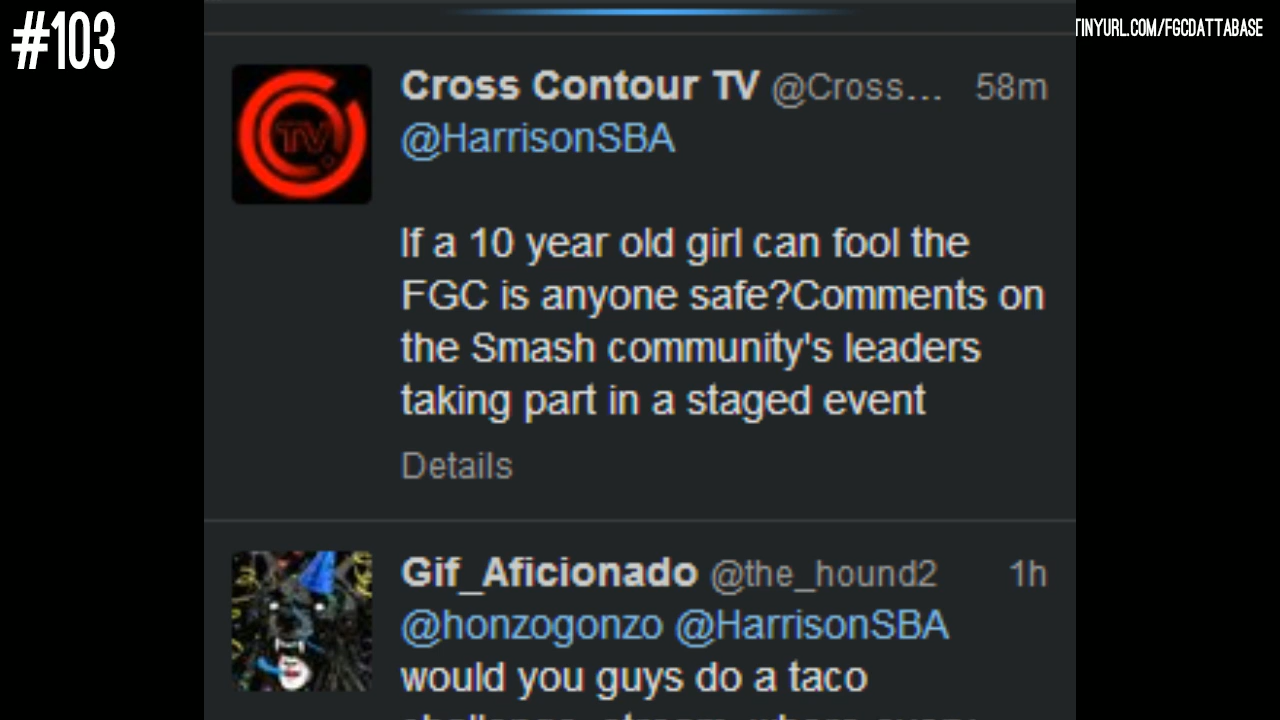 #103
TINYURL.COM/FGCDATTABASE
Cross Contour TV @Cross... 58m
@HarrisonSBA
TV
If a 10 year old girl can fool the
FGC is anyone safe?Comments on
the Smash community's leaders
taking part in a staged event
Details
Gif_Aficionado @the_hound2 1h
@honzogonzo @HarrisonSBA
would you guys do a taco